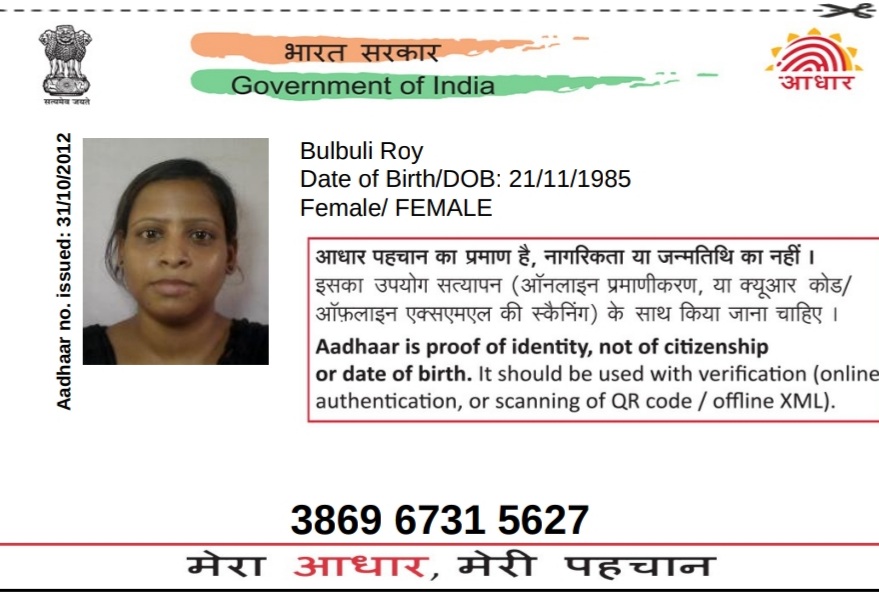 भारत सरकार
Government of India
सत्यमेव जयते
आधार
Aadhaar no. issued: 31/10/2012
Bulbuli Roy
Date of Birth/DOB: 21/11/1985
Female/ FEMALE
आधार पहचान का प्रमाण है, नागरिकता या जन्मतिथि का नहीं ।
इसका उपयोग सत्यापन (ऑनलाइन प्रमाणीकरण, या क्यूआर कोड/
ऑफ़लाइन एक्सएमएल की स्कैनिंग) के साथ किया जाना चाहिए ।
Aadhaar is proof of identity, not of citizenship
or date of birth. It should be used with verification (online
authentication, or scanning of QR code / offline XML).
3869 6731 5627
मेरा आधार, मेरी पहचान